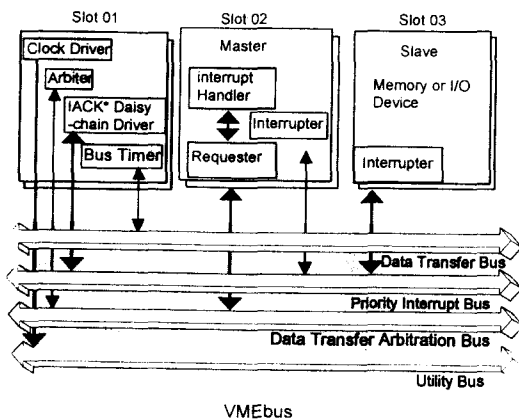 Slot 01
Slot 02
Slot 03
Clock Driver
Arbiter
IACK* Daisy
-chain Driver
Bus Timer
Master
interrupt
Handler
Interrupter
Requester
Slave
Memory or I/O
Device
Interrupter
Data Transfer Bus
Priority Interrupt Bus
Data Transfer Arbitration Bus
Utility Bus
VMEbus